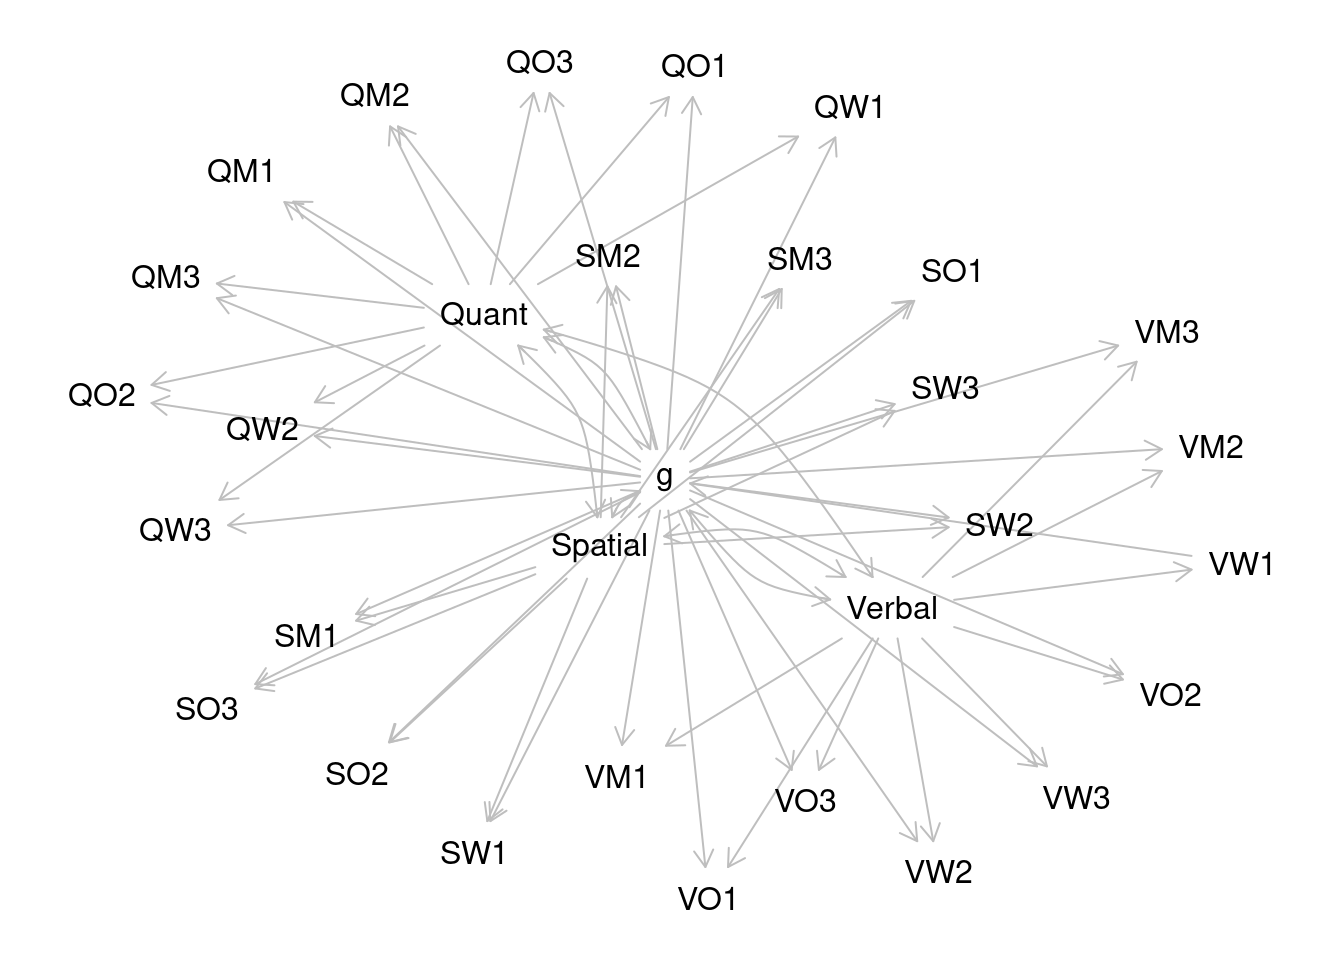 QO3
QO1
QM2
QW1
QM1
SM2
SM3
SO1
QM3
Quant
VM3
SW3
QO2
QW2
VM2
g
SW2
QW3
Spatial
VW1
Verbal
SM1
VO2
SO3
SO2
VM1
VO3
VW3
SW1
VW2
VO1